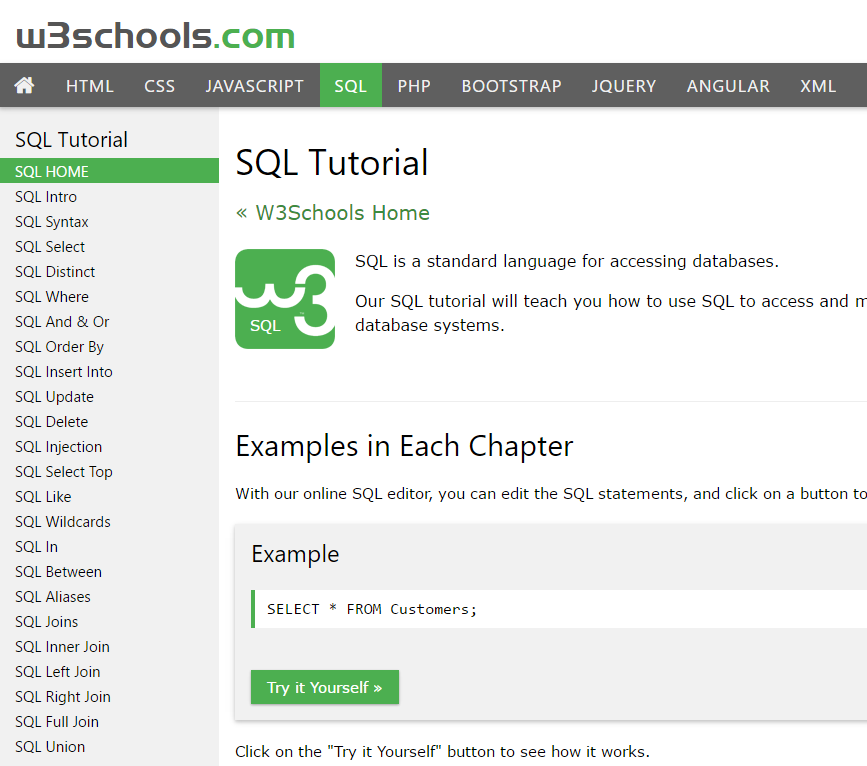 w3schools.com
HTML CSS JAVASCRIPT SQL PHP BOOTSTRAP JQUERY ANGULAR XML
SQL Tutorial
SQL HOME
SQL Intro
SQL Syntax
SQL Select
SQL Distinct
SQL Where
SQL And & Or
SQL Order By
SQL Insert Into
SQL Update
SQL Delete
SQL Injection
SQL Select Top
SQL Like
SQL Wildcards
SQL In
SQL Between
SQL Aliases
SQL Joins
SQL Inner Join
SQL Left Join
SQL Right Join
SQL Full Join
SQL Union
SQL Tutorial
« W3Schools Home
w3
SQL
SQL is a standard language for accessing databases.
Our SQL tutorial will teach you how to use SQL to access and m
database systems.
Examples in Each Chapter
With our online SQL editor, you can edit the SQL statements, and click on a button to
Example
SELECT * FROM Customers;
Try it Yourself »
Click on the "Try it Yourself" button to see how it works.